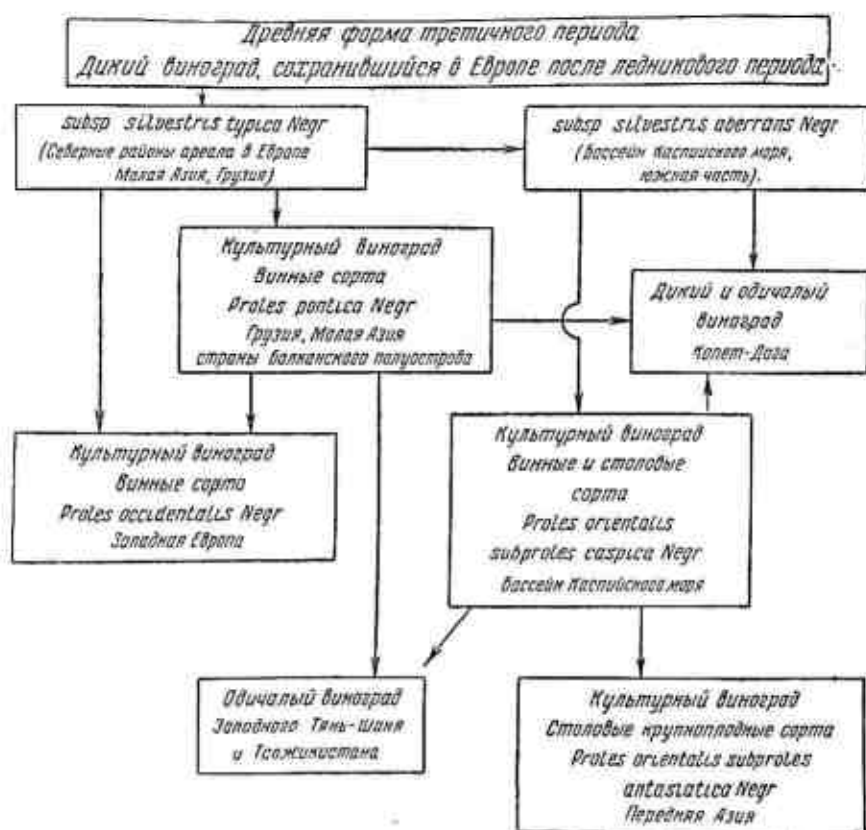 Древняя форма третичного периода
Дикий виноград, сохранившийся в Европе после ледникового периода
subsp silvestris typica Negr
(Северные районы ареала в Европе
Малая Азия, Грузия)
subsp silvestris aberrans Negr
(Бассейн Каспийского моря,
южная часть).
Культурный виноград
Винные сорта
Proles pontica Negr
Грузия, Малая Азия
страны Балканского полуострова
Дикий и одичалый
виноград
Копет-Дага
Культурный виноград
Винные сорта
Proles occidentalis Negr
Западная Европа
Культурный виноград
Винные и столовые
сорта
Proles orientalis
subproles caspica Negr
Бассейн Каспийского моря
Одичалый виноград
Западного Тянь-Шаня
и Таджикистана
Культурный виноград
Столовые крупноплодные сорта
Proles orientalis subproles
antasiatica Negr
Передняя Азия